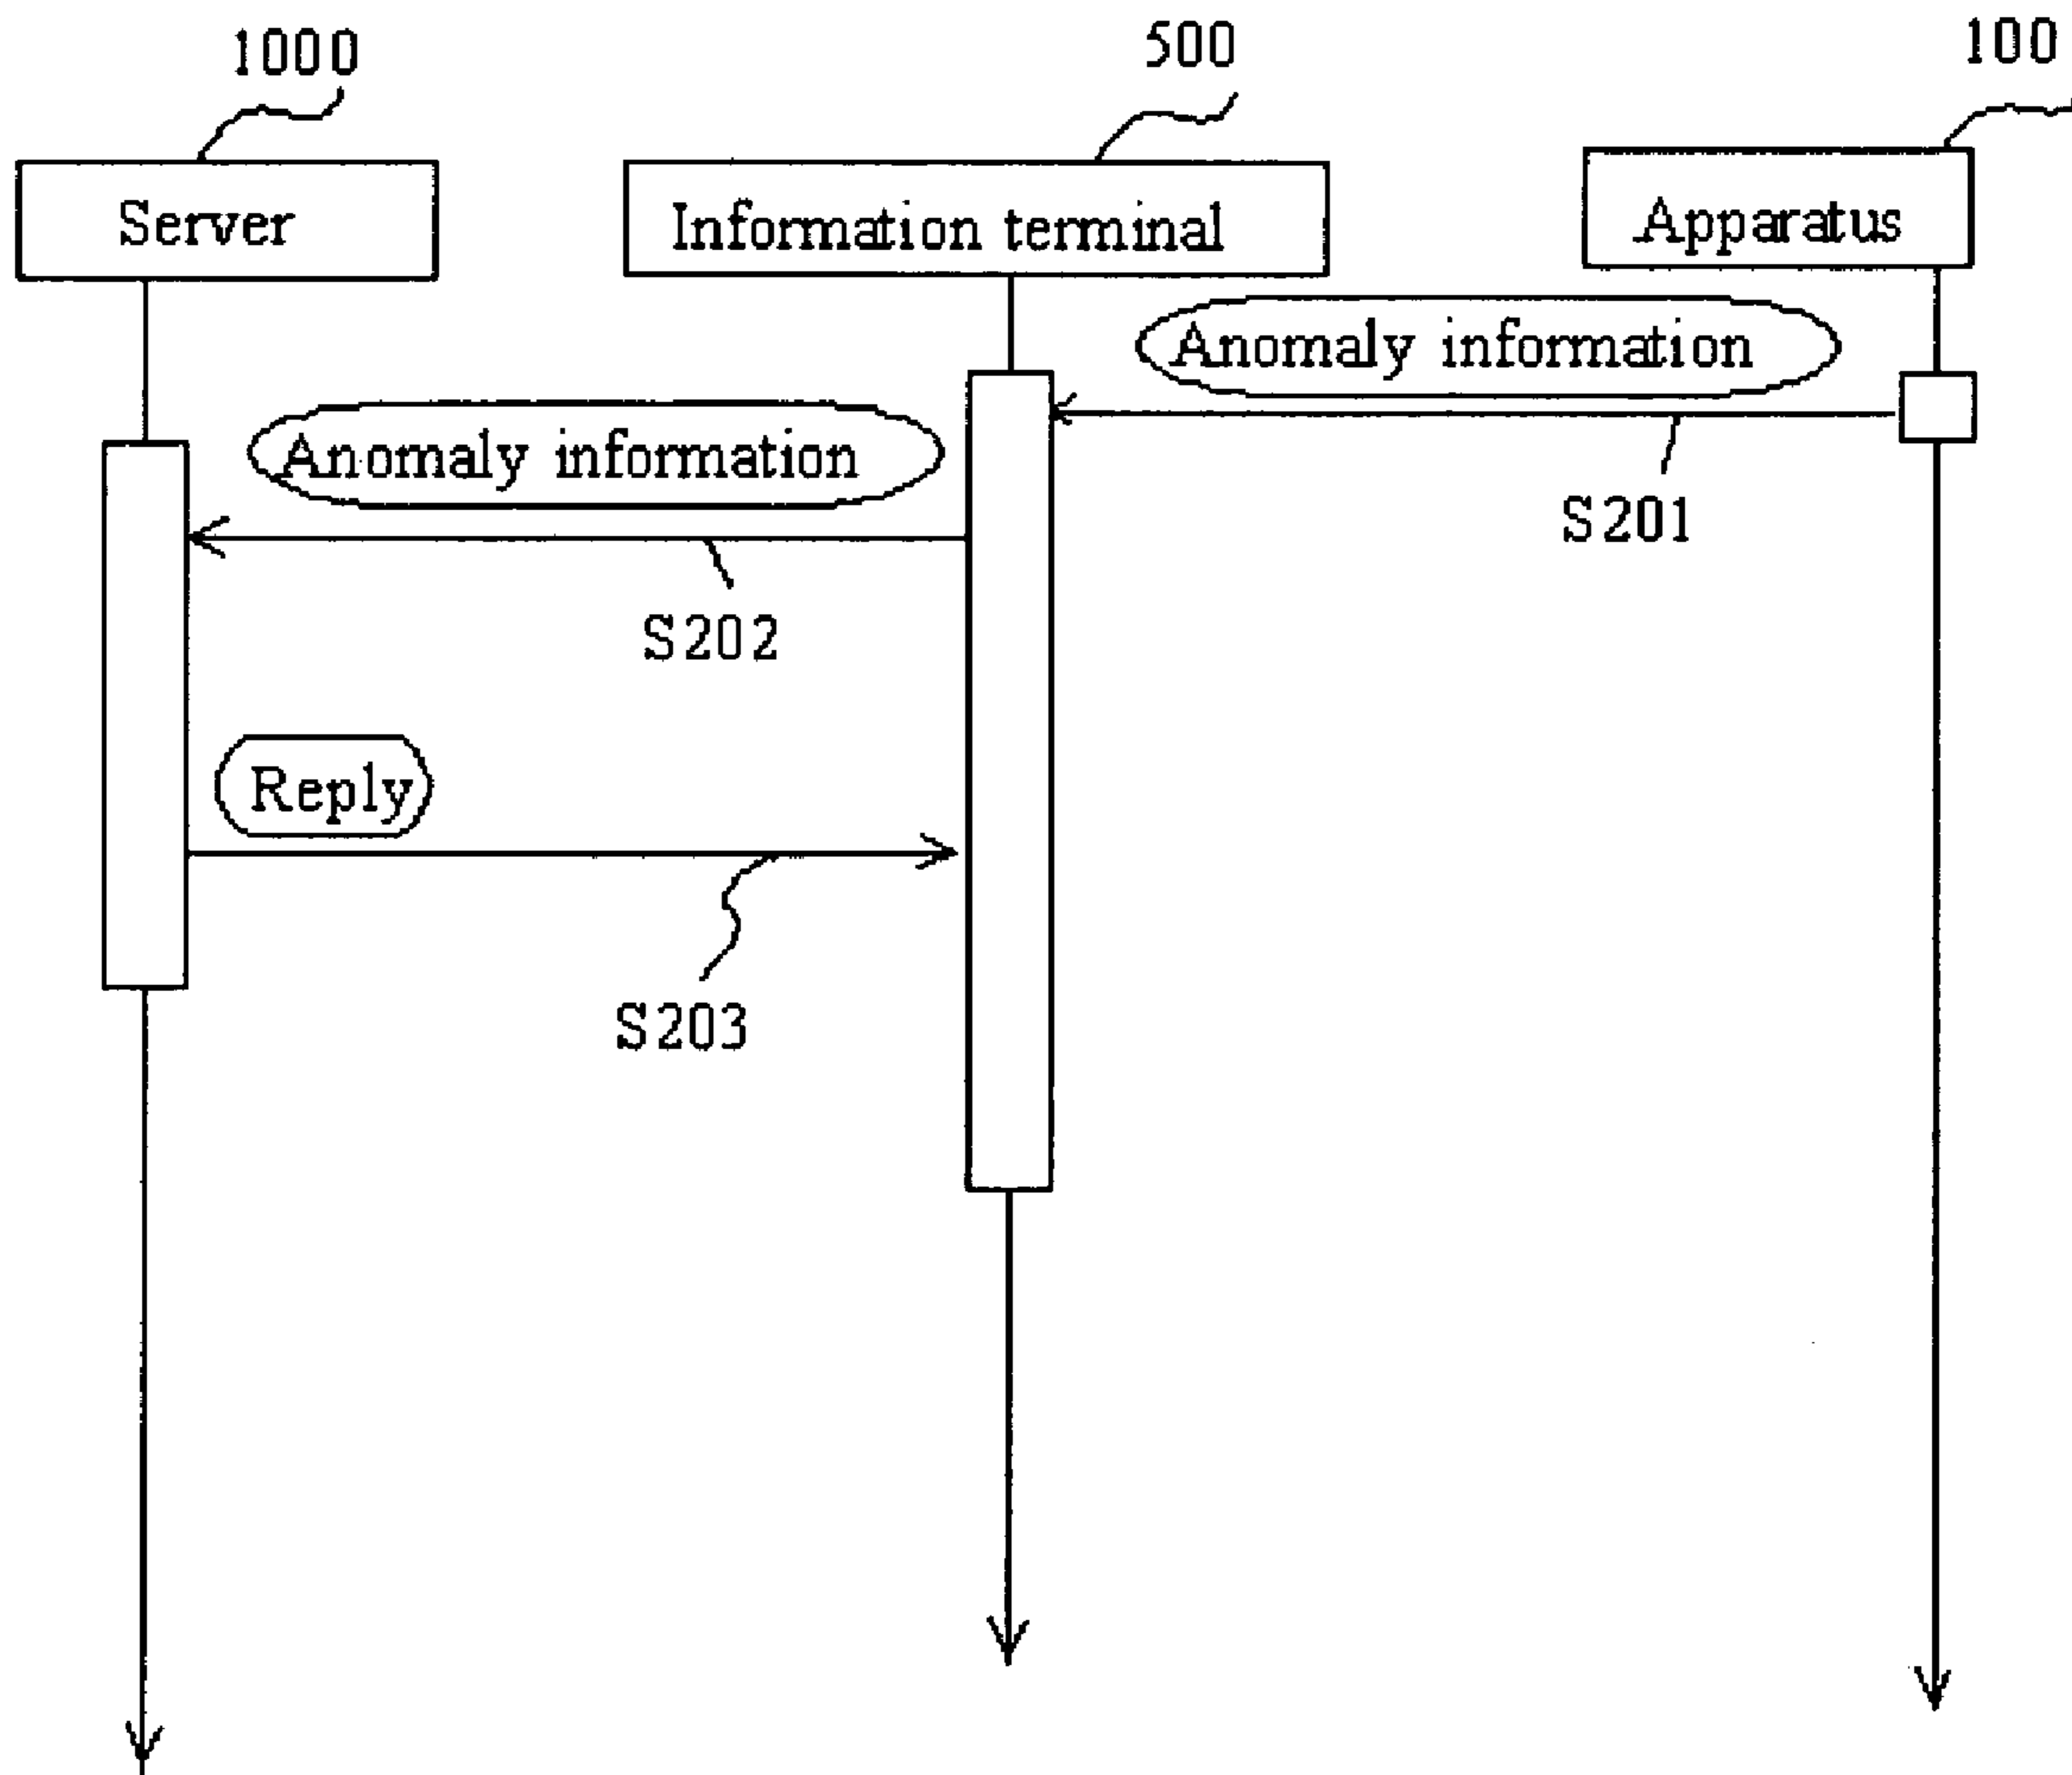 1000
500
100
Server
Information terminal
Apparatus
Anomaly information
Anomaly information
S201
S202
Reply
S203